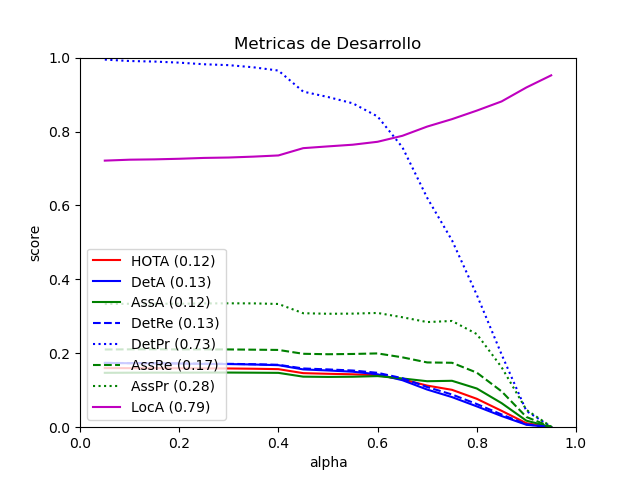 Metricas de Desarrollo
1.0
0.8
0.6
0.4
0.2
0.0
score
HOTA (0.12)
DetA (0.13)
AssA (0.12)
DetRe (0.13)
DetPr (0.73)
AssRe (0.17)
AssPr (0.28)
LocA (0.79)
0.0 0.2 0.4 0.6 0.8 1.0
alpha